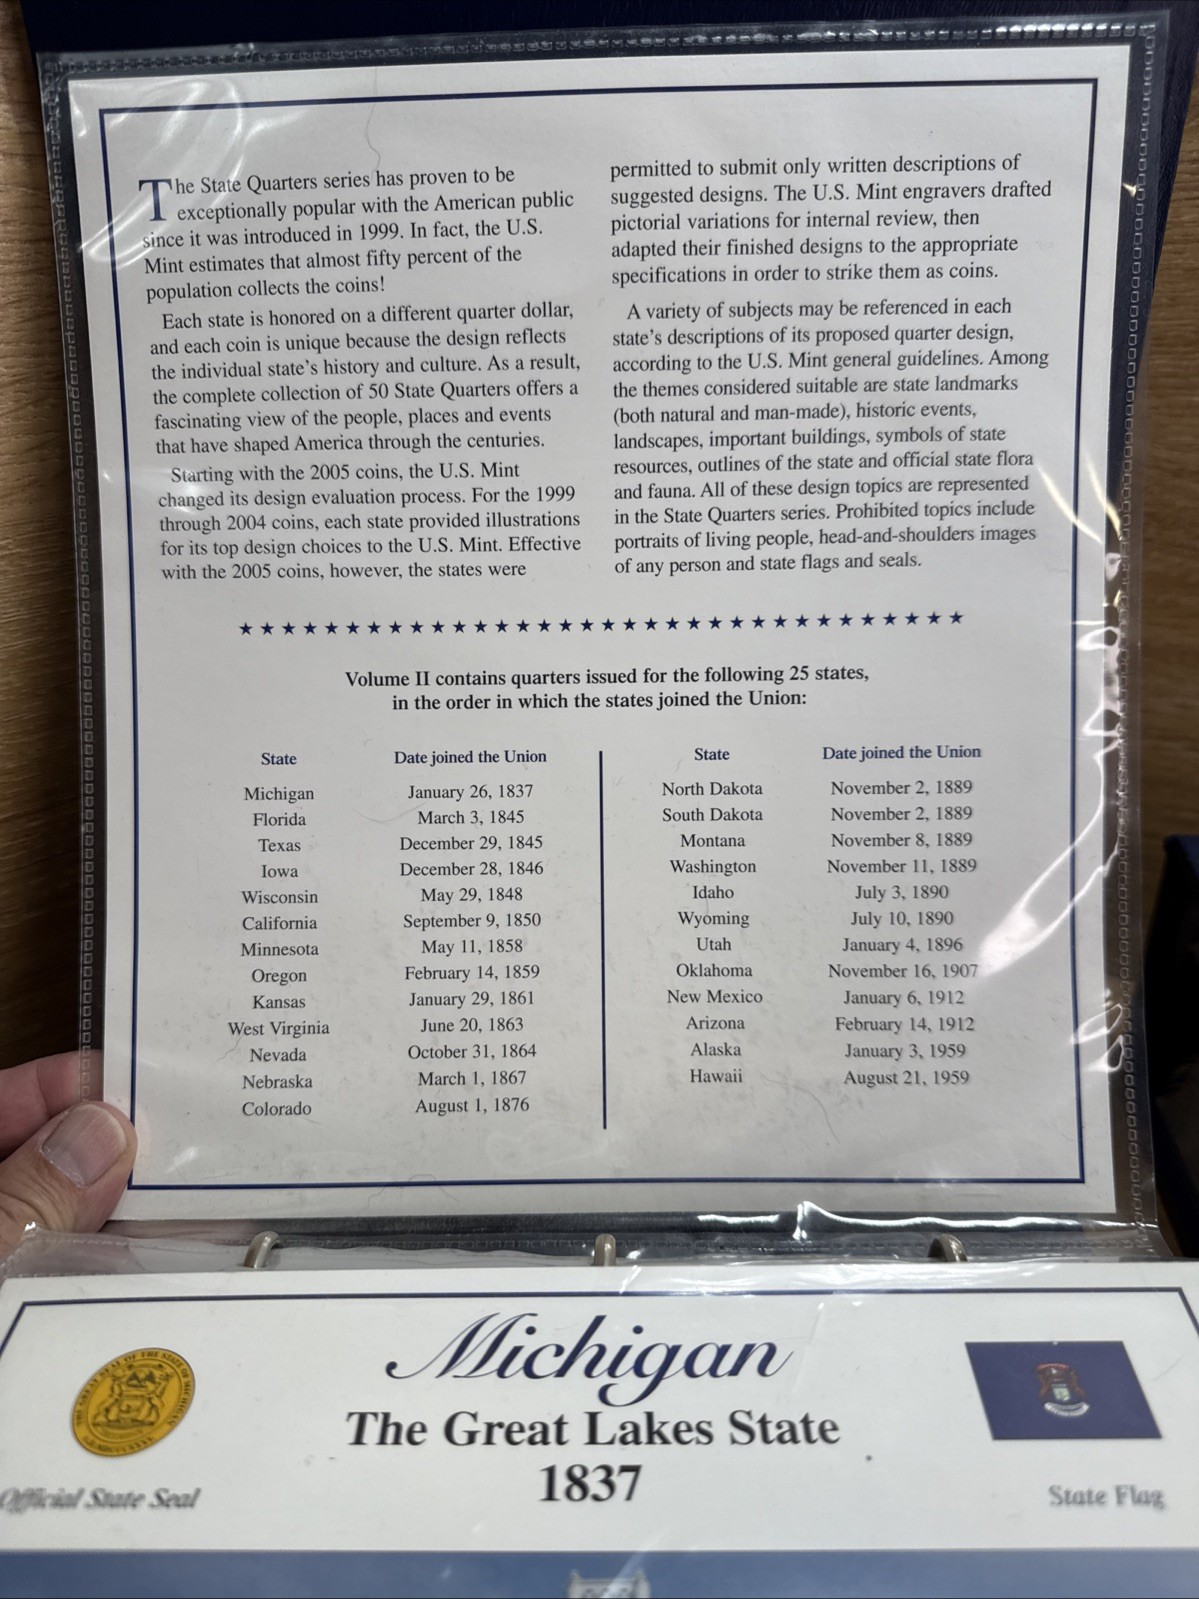 The State Quarters series has proven to be
exceptionally popular with the American public
since it was introduced in 1999. In fact, the U.S.
Mint estimates that almost fifty percent of the
population collects the coins!
Each state is honored on a different quarter dollar,
and each coin is unique because the design reflects
the individual state's history and culture. As a result,
the complete collection of 50 State Quarters offers a
fascinating view of the people, places and events
that have shaped America through the centuries.
Starting with the 2005 coins, the U.S. Mint
changed its design evaluation process. For the 1999
through 2004 coins, each state provided illustrations
for its top design choices to the U.S. Mint. Effective
with the 2005 coins, however, the states were
permitted to submit only written descriptions of
suggested designs. The U.S. Mint engravers drafted
pictorial variations for internal review, then
adapted their finished designs to the appropriate
specifications in order to strike them as coins.
A variety of subjects may be referenced in each
state's descriptions of its proposed quarter design,
according to the U.S. Mint general guidelines. Among
the themes considered suitable are state landmarks
(both natural and man-made), historic events,
landscapes, important buildings, symbols of state
resources, outlines of the state and official state flora
and fauna. All of these design topics are represented
in the State Quarters series. Prohibited topics include
portraits of living people, head-and-shoulders images
of any person and state flags and seals.
Volume II contains quarters issued for the following 25 states,
in the order in which the states joined the Union:
State Date joined the Union
Michigan January 26, 1837
Florida March 3, 1845
Texas December 29, 1845
Iowa December 28, 1846
Wisconsin May 29, 1848
California September 9, 1850
Minnesota May 11, 1858
Oregon February 14, 1859
Kansas January 29, 1861
West Virginia June 20, 1863
Nevada October 31, 1864
Nebraska March 1, 1867
Colorado August 1, 1876
State Date joined the Union
North Dakota November 2, 1889
South Dakota November 2, 1889
Montana November 8, 1889
Washington November 11, 1889
Idaho July 3, 1890
Wyoming July 10, 1890
Utah January 4, 1896
Oklahoma November 16, 1907
New Mexico January 6, 1912
Arizona February 14, 1912
Alaska January 3, 1959
Hawaii August 21, 1959
Michigan
The Great Lakes State
1837
Official State Seal
State Flag